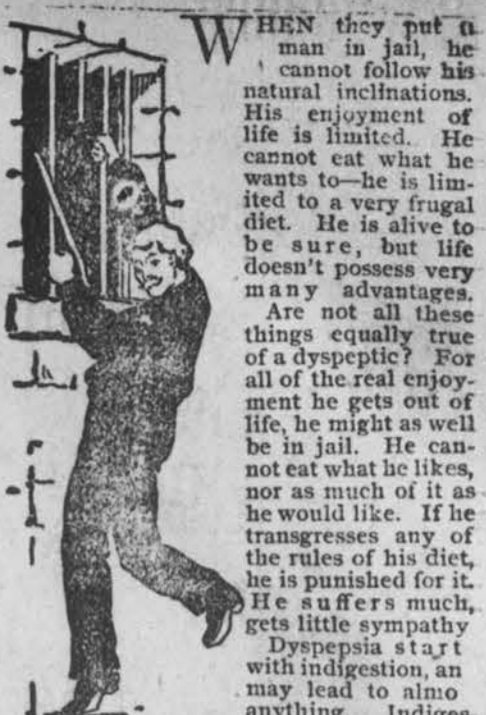 WHEN they put a
man in jail, he
cannot follow his
natural inclinations.
His enjoyment of
life is limited. He
cannot eat what he
wants to—he is lim-
ited to a very frugal
diet. He is alive to
be sure, but life
doesn't possess very
many advantages.
Are not all these
things equally true
of a dyspeptic? For
all of the real enjoy-
ment he gets out of
life, he might as well
be in jail. He can-
not eat what he likes,
nor as much of it as
he would like. If he
transgresses any of
the rules of his diet,
he is punished for it.
He suffers much,
gets little sympathy
Dyspepsia start
with indigestion, an
may lead to almo
anything. Indiges-